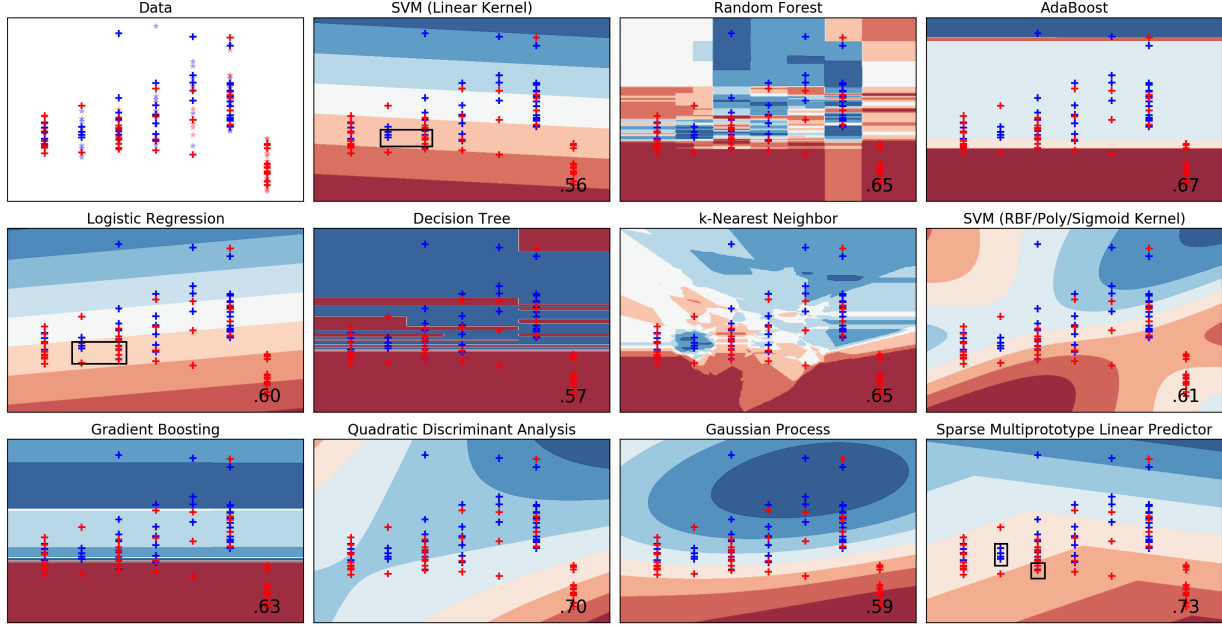 Data
SVM (Linear Kernel)
.56
Random Forest
.65
AdaBoost
.67
Logistic Regression
.60
Decision Tree
.57
k-Nearest Neighbor
.65
SVM (RBF/Poly/Sigmoid Kernel)
.61
Gradient Boosting
.63
Quadratic Discriminant Analysis
.70
Gaussian Process
.59
Sparse Multiprototype Linear Predictor
.73